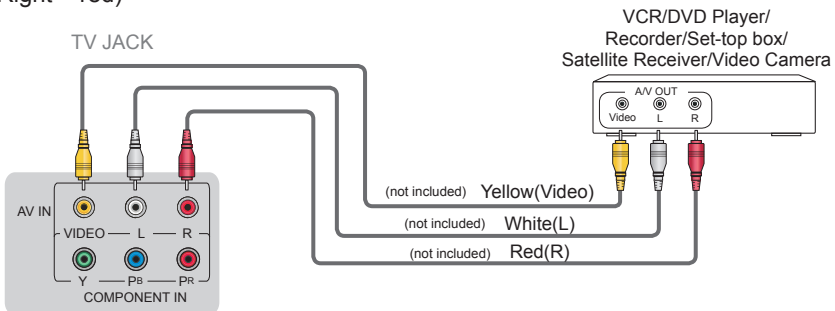 Right = red)
TV JACK
VCR/DVD Player/
Recorder/Set-top box/
Satellite Receiver/Video Camera
A/V OUT
Video L R
(not included) Yellow(Video)
(not included) White(L)
(not included) Red(R)
AV IN
VIDEO L R
Y PB PR
COMPONENT IN